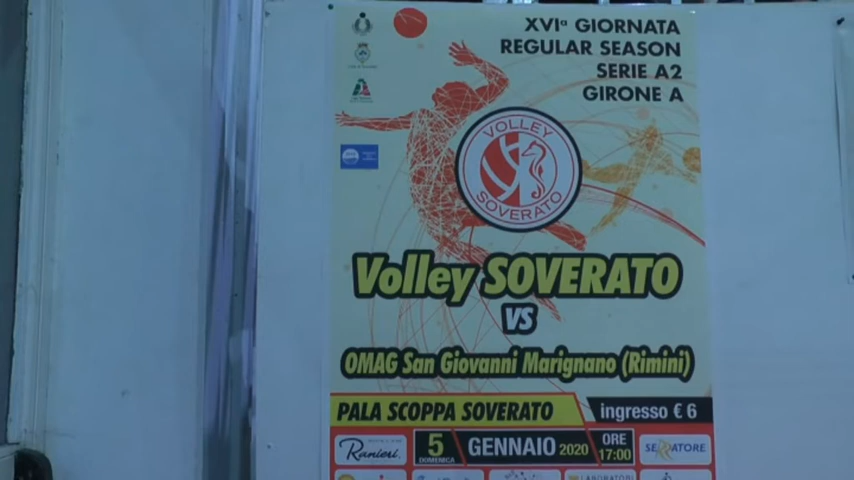 XVIª GIORNATA
REGULAR SEASON
SERIE A2
GIRONE A
VOLLEY
SOVERATO
Volley SOVERATO
VS
OMAG San Giovanni Marignano (Rimini)
PALA SCOPPA SOVERATO
ingresso € 6
Ranieri
5
DOMENICA
GENNAIO 2020
ORE
17:00